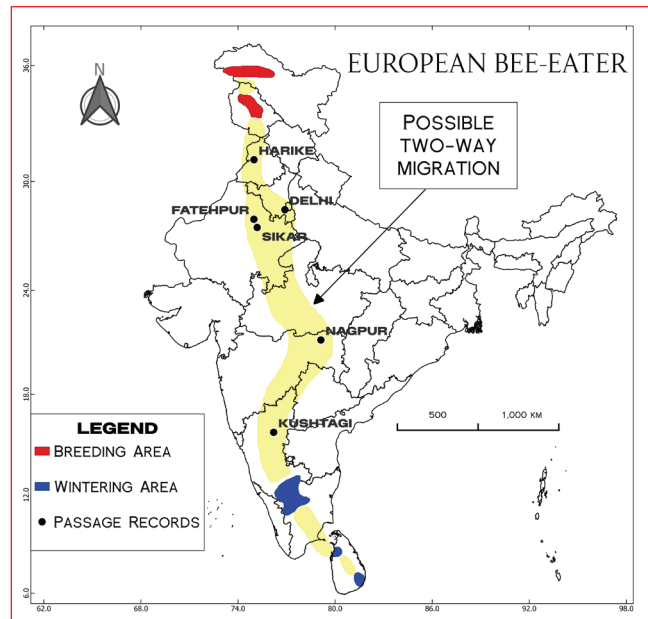 EUROPEAN BEE-EATER
N
POSSIBLE
TWO-WAY
MIGRATION
HARIKE
DELHI
FATEHPUR
SIKAR
NAGPUR
KUSHTAGI
500 1,000 KM
LEGEND
BREEDING AREA
WINTERING AREA
PASSAGE RECORDS
36.0
30.0
24.0
18.0
12.0
6.0
62.0 68.0 74.0 80.0 86.0 92.0 98.0